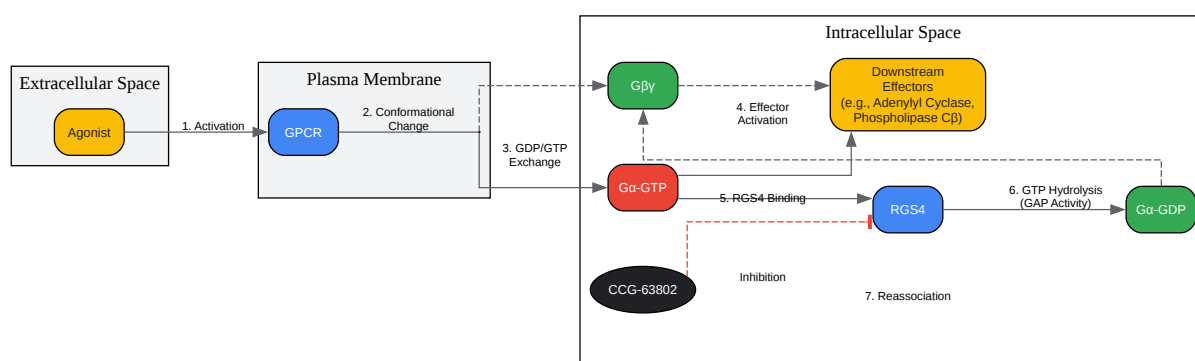 Intracellular Space
Extracellular Space
Plasma Membrane
Agonist
1. Activation
GPCR
2. Conformational
Change
3. GDP/GTP
Exchange
Gβγ
4. Effector
Activation
Downstream
Effectors
(e.g., Adenylyl Cyclase,
Phospholipase Cβ)
Gα-GTP
5. RGS4 Binding
RGS4
6. GTP Hydrolysis
(GAP Activity)
Gα-GDP
CCG-63802
Inhibition
7. Reassociation